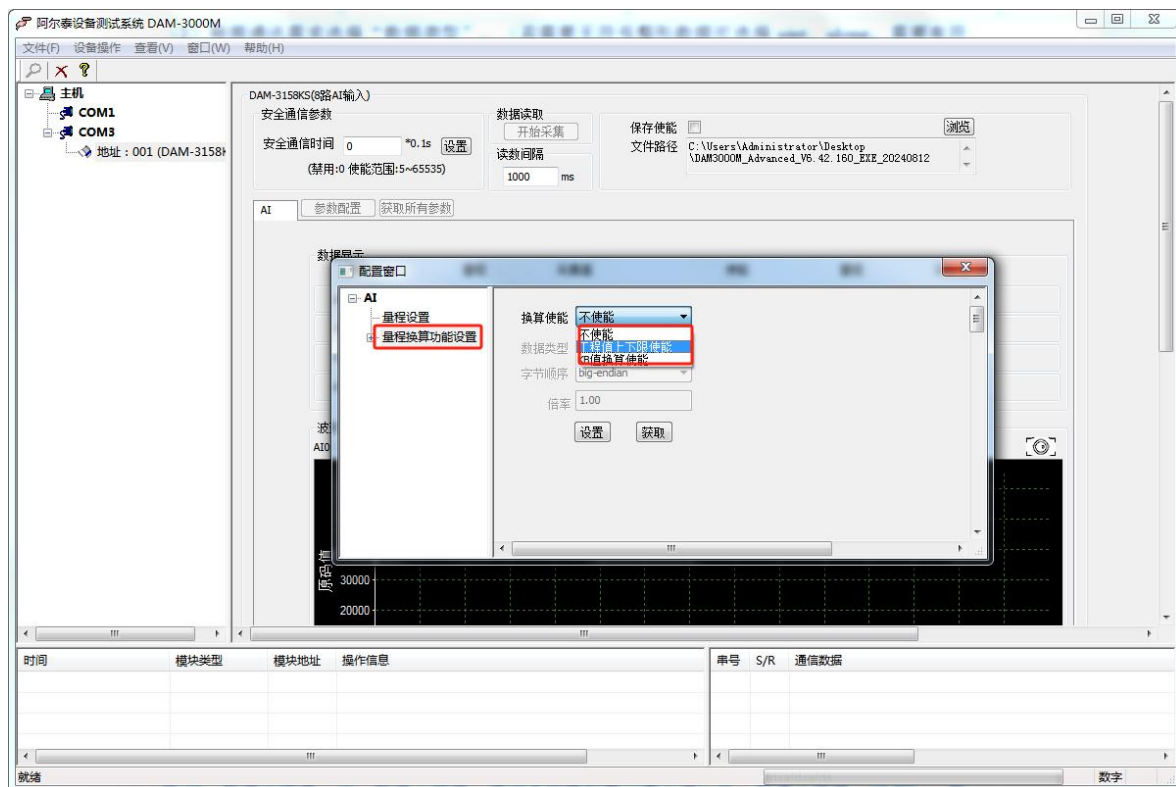 阿尔泰设备测试系统 DAM-3000M
文件(F) 设备操作 查看(V) 窗口(W) 帮助(H)
主机
COM1
COM3
地址：001 (DAM-3158K
DAM-3158KS(8路AI输入)
安全通信参数
安全通信时间 0 *0.1s 设置
(禁用:0 使能范围:5~65535)
数据读取
开始采集
读数间隔
1000 ms
保存使能 浏览
文件路径 C:\Users\Administrator\Desktop
\DAM3000M_Advanced_V6.42.160_EXE_20240812
AI 参数配置 获取所有参数
数据显示
配置窗口
AI
量程设置
量程换算功能设置
换算使能 不使能
不使能
工程值上下限使能
KB值换算使能
数据类型
字节顺序 big-endian
倍率 1.00
设置 获取
波
AI0
原码值
30000
20000
时间 模块类型 模块地址 操作信息
串号 S/R 通信数据
就绪 数字